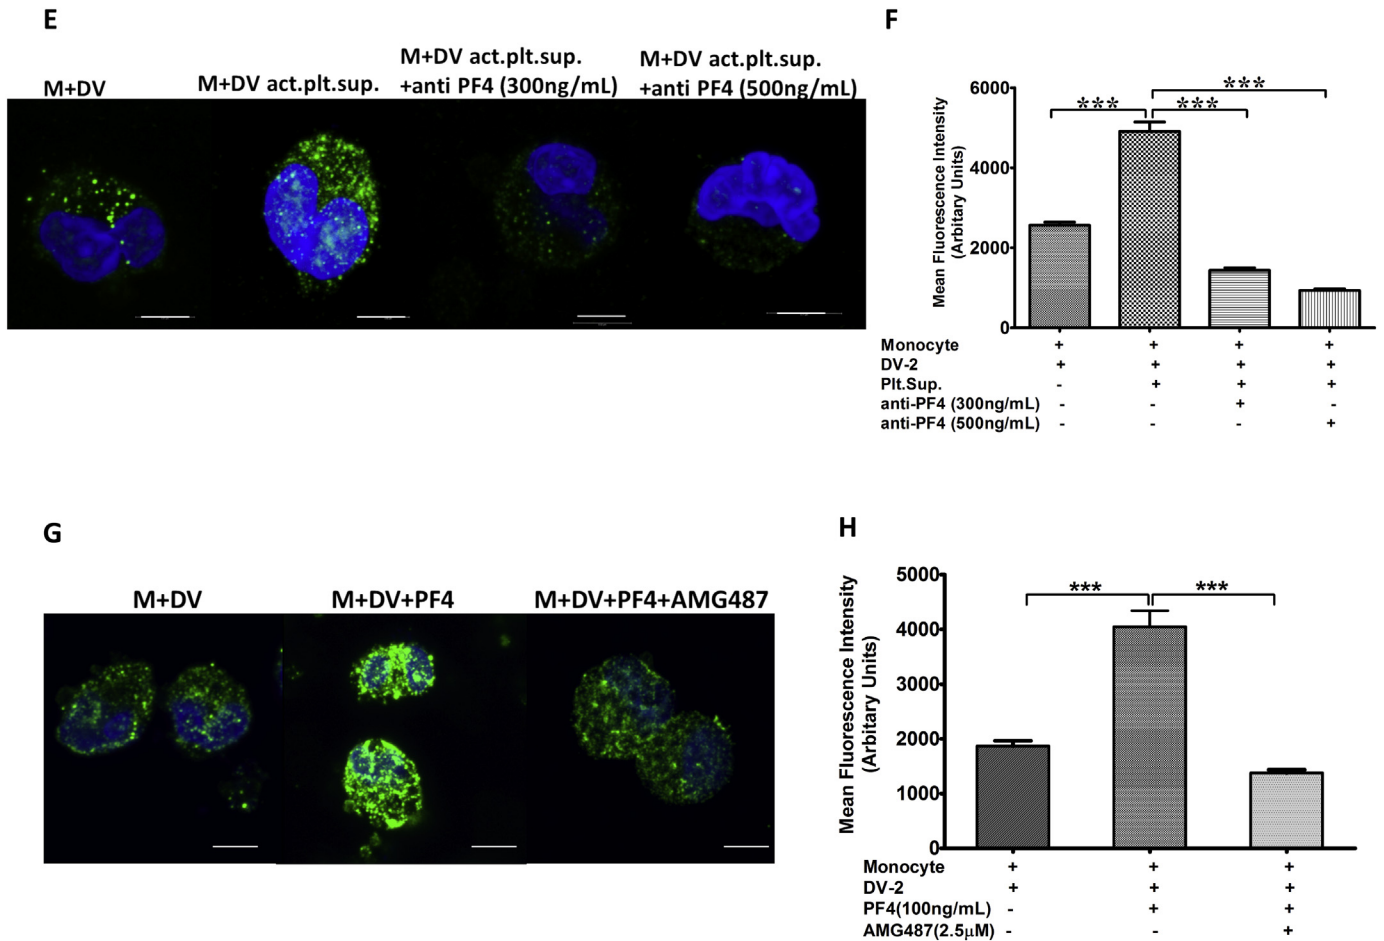 E
M+DV
M+DV act.plt.sup.
M+DV act.plt.sup.
+anti PF4 (300ng/mL)
M+DV act.plt.sup.
+anti PF4 (500ng/mL)
F
Mean Fluorescence Intensity
(Arbitary Units)
6000
4000
2000
0
*** *** ***
Monocyte + + + +
DV-2 + + + +
Plt.Sup. - + + +
anti-PF4 (300ng/mL) - - + -
anti-PF4 (500ng/mL) - - - +
G
M+DV
M+DV+PF4
M+DV+PF4+AMG487
H
Mean Fluorescence Intensity
(Arbitary Units)
5000
4000
3000
2000
1000
0
*** ***
Monocyte + + +
DV-2 + + +
PF4(100ng/mL) - + +
AMG487(2.5µM) - - +